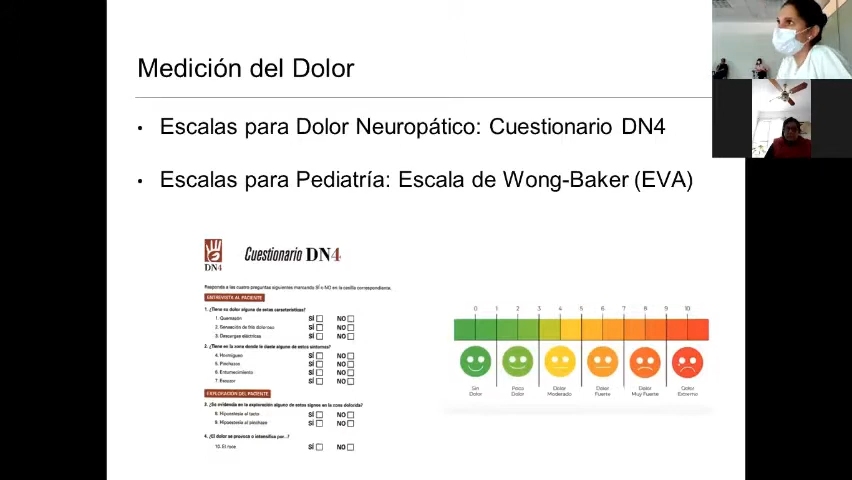 Medición del Dolor
• Escalas para Dolor Neuropático: Cuestionario DN4
• Escalas para Pediatría: Escala de Wong-Baker (EVA)
DN4
Cuestionario DN4
Responda a las cuatro preguntas siguientes marcando SÍ o NO en la casilla correspondiente.
ENTREVISTA AL PACIENTE
1. ¿Tiene su dolor alguna de estas características?
1. Quemazón SÍ NO
2. Sensación de frío doloroso SÍ NO
3. Descargas eléctricas SÍ NO
2. ¿Tiene en la zona donde le duele alguno de estos síntomas?
4. Hormigueo SÍ NO
5. Pinchazos SÍ NO
6. Entumecimiento SÍ NO
7. Escozor SÍ NO
EXPLORACIÓN DEL PACIENTE
3. ¿Se evidencia en la exploración alguno de estos signos en la zona dolorida?
8. Hipoestesia al tacto SÍ NO
9. Hipoestesia al pinchazo SÍ NO
4. ¿El dolor se provoca o intensifica por...?
10. El roce SÍ NO
0 1 2 3 4 5 6 7 8 9 10
Sin Poco Dolor Dolor Dolor Dolor
Dolor Dolor Moderado Fuerte Muy Fuerte Extremo